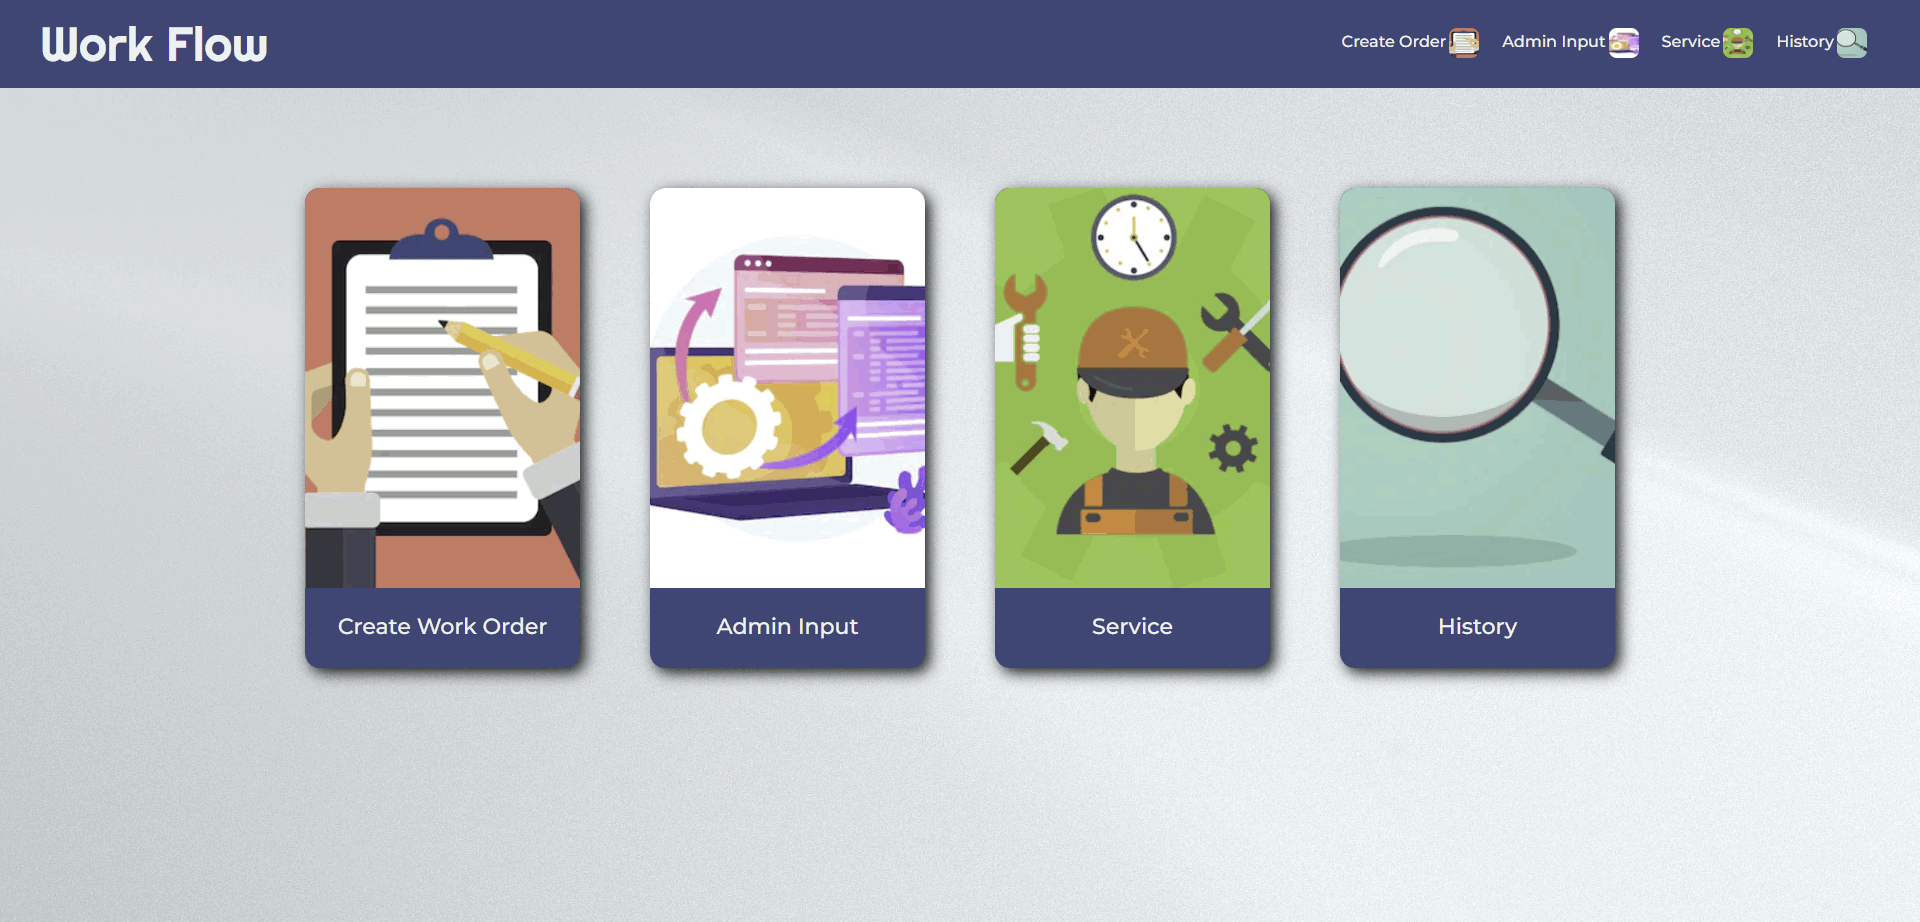 Work Flow
Create Order
Admin Input
Service
History
Create Work Order
Admin Input
Service
History